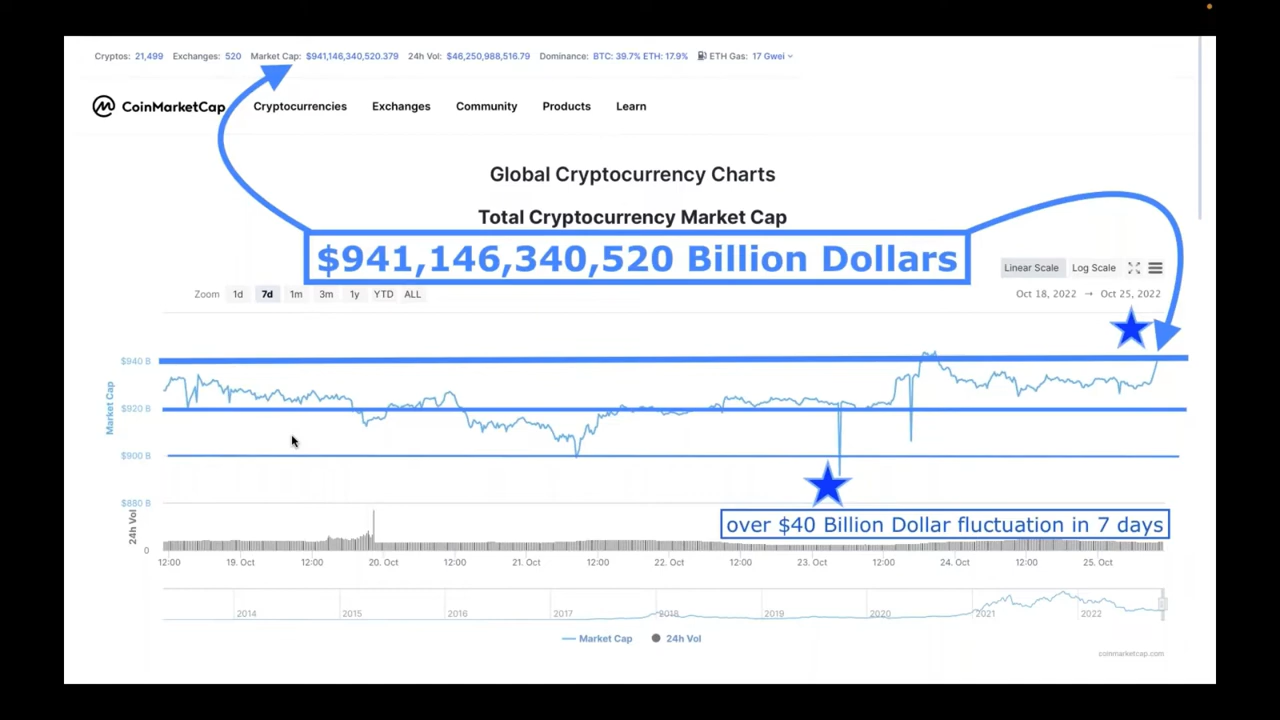 Cryptos: 21,499 Exchanges: 520 Market Cap: $941,146,340,520.379 24h Vol: $46,250,988,516.79 Dominance: BTC: 39.7% ETH: 17.9% ETH Gas: 17 Gwei
CoinMarketCap Cryptocurrencies Exchanges Community Products Learn
Global Cryptocurrency Charts
Total Cryptocurrency Market Cap
$941,146,340,520 Billion Dollars
Linear Scale Log Scale
Zoom 1d 7d 1m 3m 1y YTD ALL Oct 18, 2022 → Oct 25, 2022
$940 B
$920 B
Market Cap
$900 B
$880 B
over $40 Billion Dollar fluctuation in 7 days
24h Vol
0
12:00 19. Oct 12:00 20. Oct 12:00 21. Oct 12:00 22. Oct 12:00 23. Oct 12:00 24. Oct 12:00 25. Oct
2014 2015 2016 2017 2018 2019 2020 2021 2022
Market Cap 24h Vol
coinmarketcap.com